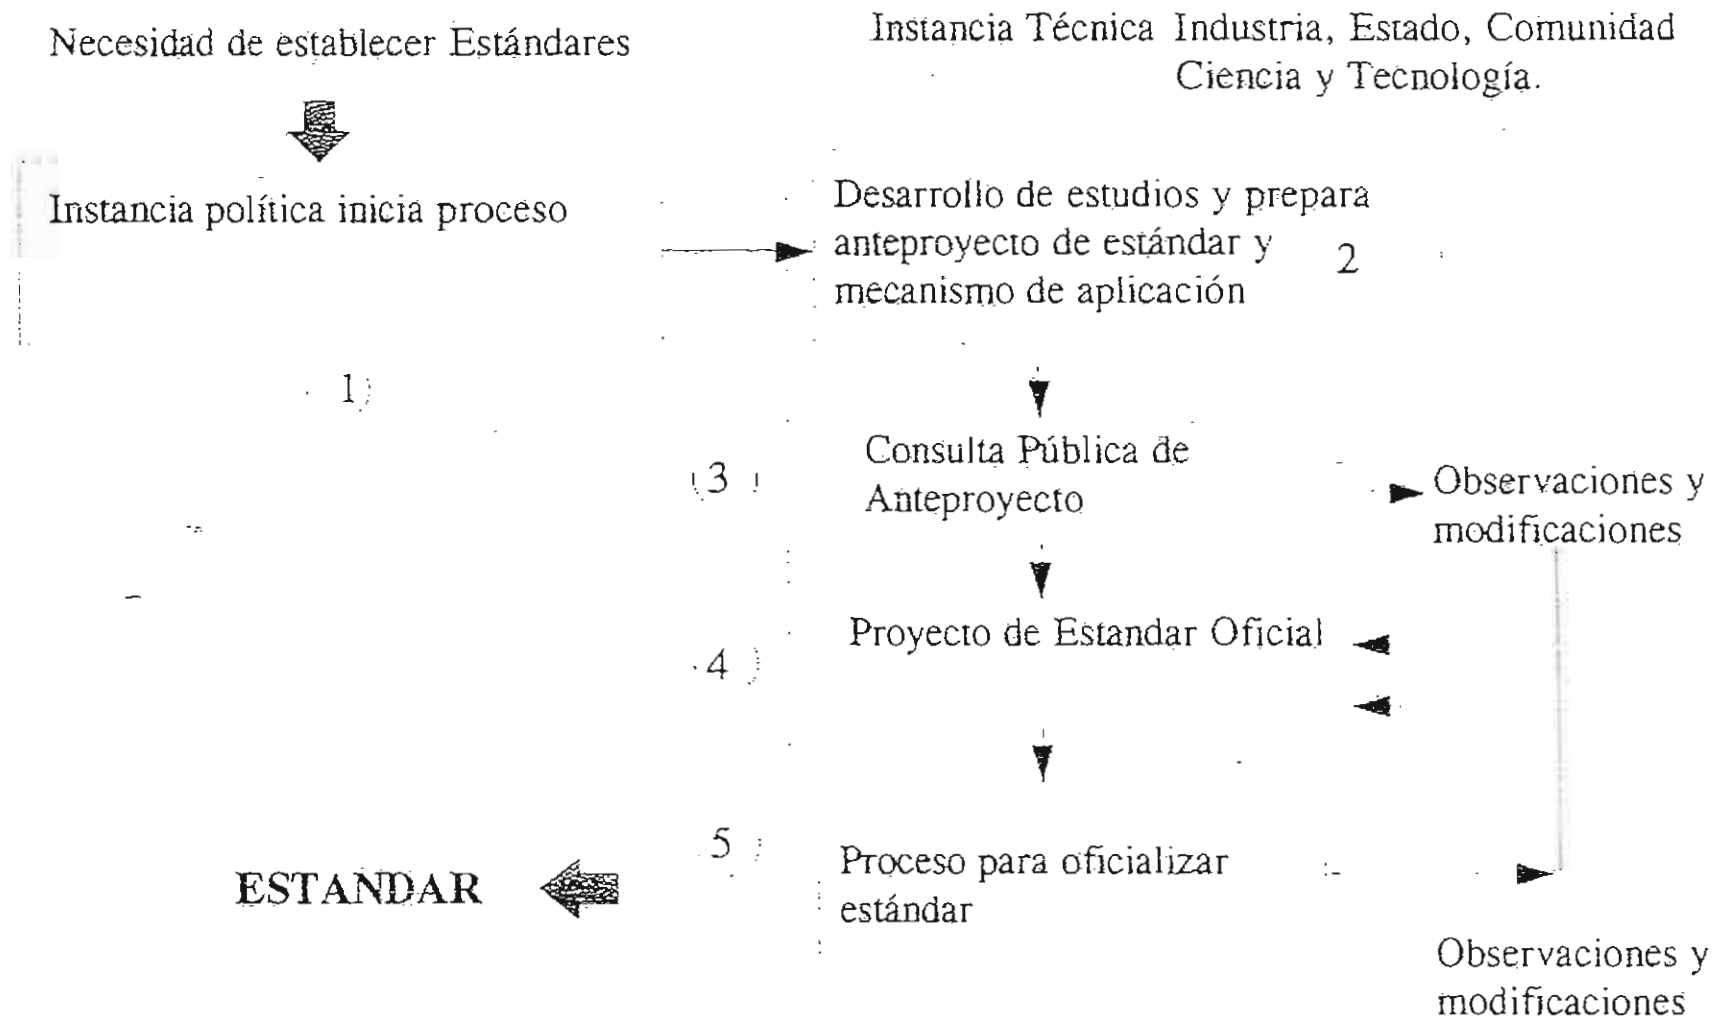 Necesidad de establecer Estándares
Instancia Técnica Industria, Estado, Comunidad
Ciencia y Tecnología.
Instancia política inicia proceso
Desarrollo de estudios y prepara
anteproyecto de estándar y
mecanismo de aplicación
2
1)
(3)
Consulta Pública de
Anteproyecto
Observaciones y
modificaciones
Proyecto de Estandar Oficial
4)
5)
Proceso para oficializar
estándar
ESTANDAR
Observaciones y
modificaciones